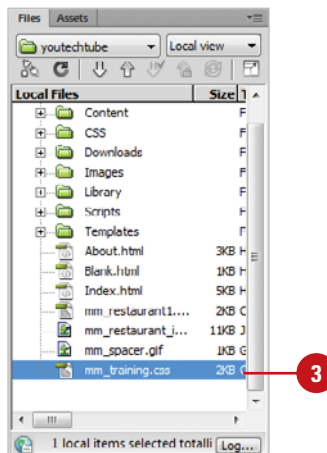 Files Assets
youtechtube Local view
Local Files Size T
Content F
CSS F
Downloads F
Images F
Library F
Scripts F
Templates F
About.html 3KB H
Blank.html 1KB H
Index.html 5KB H
mm_restaurant1.... 2KB C
mm_restaurant_i... 11KB J
mm_spacer.gif 1KB G
mm_training.css 2KB C
3
1 local items selected totalli Log...